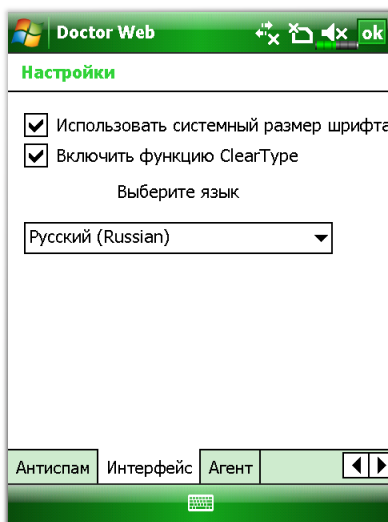 Doctor Web
ok
Настройки
Использовать системный размер шрифта
Включить функцию ClearType
Выберите язык
Русский (Russian)
Антиспам Интерфейс Агент